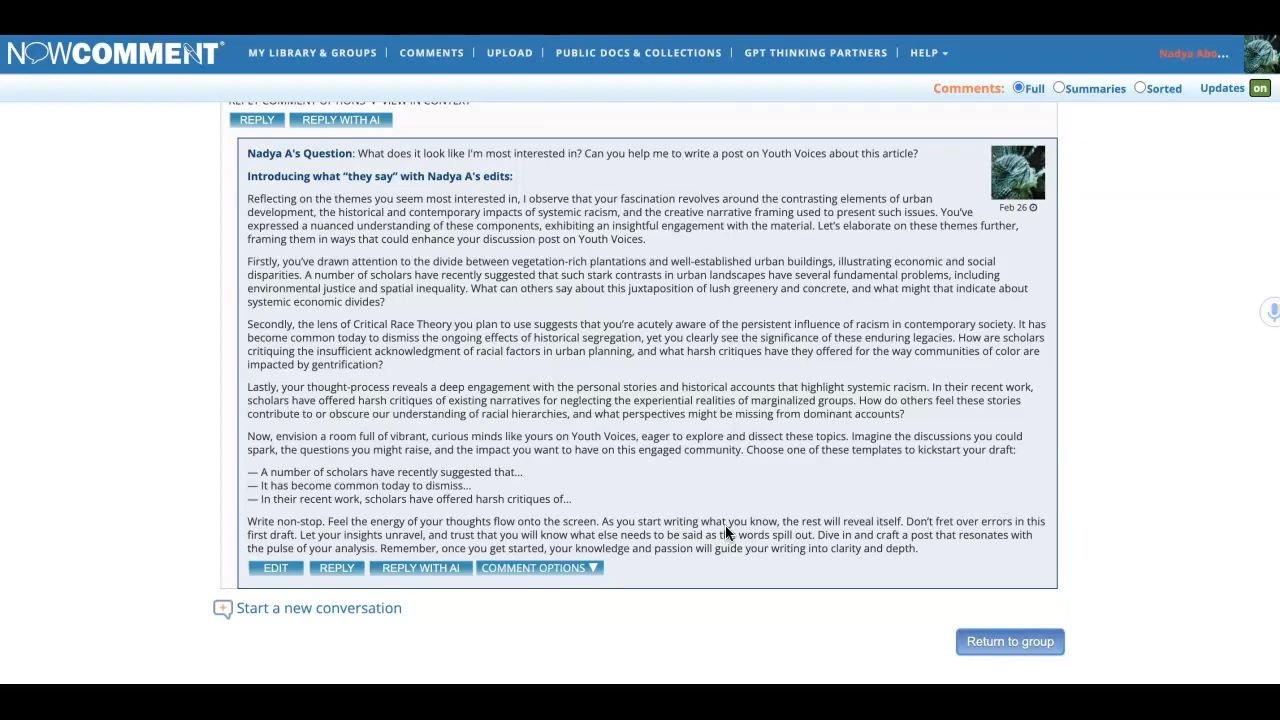 NOWCOMMENT®
MY LIBRARY & GROUPS | COMMENTS | UPLOAD | PUBLIC DOCS & COLLECTIONS | GPT THINKING PARTNERS | HELP
Nadya Abo...
Comments: Full Summaries Sorted Updates on
REPLY COMMENT OPTIONS ▼ VIEW IN CONTEXT
REPLY REPLY WITH AI
Nadya A's Question: What does it look like I'm most interested in? Can you help me to write a post on Youth Voices about this article?
Introducing what “they say” with Nadya A's edits:
Feb 26
Reflecting on the themes you seem most interested in, I observe that your fascination revolves around the contrasting elements of urban
development, the historical and contemporary impacts of systemic racism, and the creative narrative framing used to present such issues. You’ve
expressed a nuanced understanding of these components, exhibiting an insightful engagement with the material. Let’s elaborate on these themes further,
framing them in ways that could enhance your discussion post on Youth Voices.
Firstly, you’ve drawn attention to the divide between vegetation-rich plantations and well-established urban buildings, illustrating economic and social
disparities. A number of scholars have recently suggested that such stark contrasts in urban landscapes have several fundamental problems, including
environmental justice and spatial inequality. What can others say about this juxtaposition of lush greenery and concrete, and what might that indicate about
systemic economic divides?
Secondly, the lens of Critical Race Theory you plan to use suggests that you’re acutely aware of the persistent influence of racism in contemporary society. It has
become common today to dismiss the ongoing effects of historical segregation, yet you clearly see the significance of these enduring legacies. How are scholars
critiquing the insufficient acknowledgment of racial factors in urban planning, and what harsh critiques have they offered for the way communities of color are
impacted by gentrification?
Lastly, your thought-process reveals a deep engagement with the personal stories and historical accounts that highlight systemic racism. In their recent work,
scholars have offered harsh critiques of existing narratives for neglecting the experiential realities of marginalized groups. How do others feel these stories
contribute to or obscure our understanding of racial hierarchies, and what perspectives might be missing from dominant accounts?
Now, envision a room full of vibrant, curious minds like yours on Youth Voices, eager to explore and dissect these topics. Imagine the discussions you could
spark, the questions you might raise, and the impact you want to have on this engaged community. Choose one of these templates to kickstart your draft:
— A number of scholars have recently suggested that…
— It has become common today to dismiss…
— In their recent work, scholars have offered harsh critiques of…
Write non-stop. Feel the energy of your thoughts flow onto the screen. As you start writing what you know, the rest will reveal itself. Don’t fret over errors in this
first draft. Let your insights unravel, and trust that you will know what else needs to be said as the words spill out. Dive in and craft a post that resonates with
the pulse of your analysis. Remember, once you get started, your knowledge and passion will guide your writing into clarity and depth.
EDIT REPLY REPLY WITH AI COMMENT OPTIONS ▼
Start a new conversation
Return to group